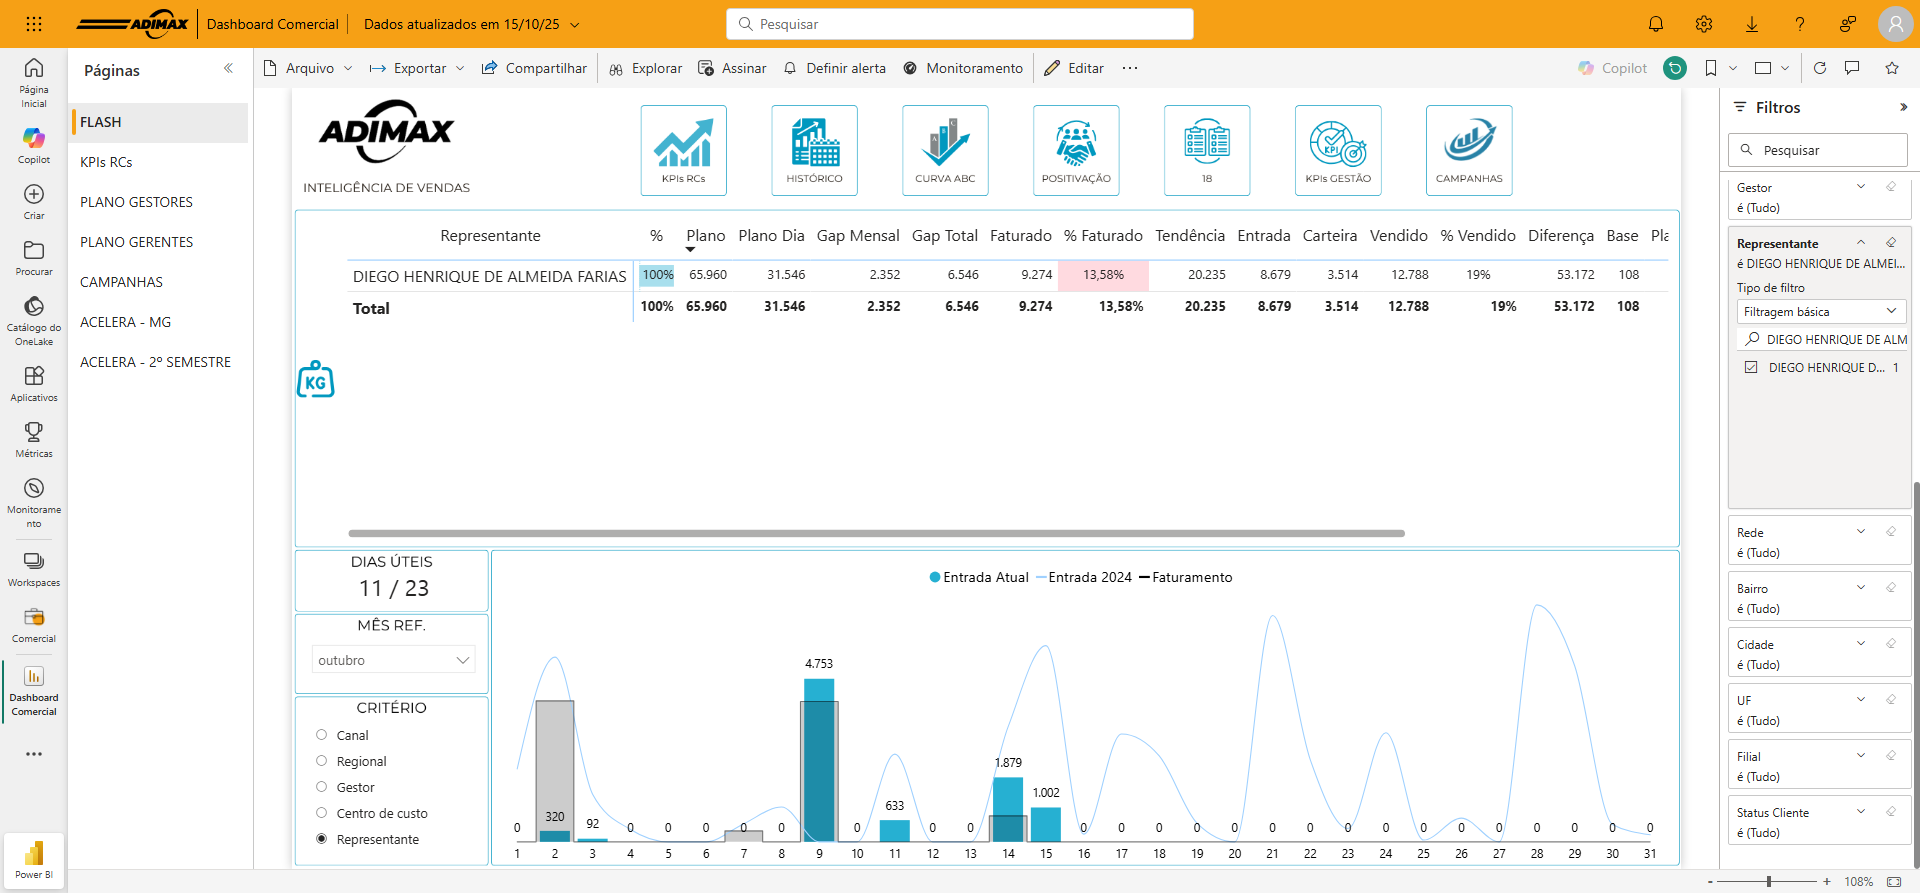 ADIMAX
Dashboard Comercial
Dados atualizados em 15/10/25
Pesquisar
Página
Inicial
Copilot
Criar
Procurar
Catálogo do
OneLake
Aplicativos
Métricas
Monitorame
nto
Workspaces
Comercial
Dashboard
Comercial
Power BI
Páginas
FLASH
KPIs RCs
PLANO GESTORES
PLANO GERENTES
CAMPANHAS
ACELERA - MG
ACELERA - 2º SEMESTRE
Arquivo
Exportar
Compartilhar
Explorar
Assinar
Definir alerta
Monitoramento
Editar
Copilot
ADIMAX
INTELIGÊNCIA DE VENDAS
KPIs RCs
HISTÓRICO
A B C
CURVA ABC
POSITIVAÇÃO
18
KPI
KPIs GESTÃO
CAMPANHAS
Representante % Plano Plano Dia Gap Mensal Gap Total Faturado % Faturado Tendência Entrada Carteira Vendido % Vendido Diferença Base Pla
DIEGO HENRIQUE DE ALMEIDA FARIAS 100% 65.960 31.546 2.352 6.546 9.274 13,58% 20.235 8.679 3.514 12.788 19% 53.172 108
Total 100% 65.960 31.546 2.352 6.546 9.274 13,58% 20.235 8.679 3.514 12.788 19% 53.172 108
KG
DIAS ÚTEIS
11 / 23
MÊS REF.
outubro
CRITÉRIO
Canal
Regional
Gestor
Centro de custo
Representante
Entrada Atual Entrada 2024 Faturamento
4.753
1.879
1.002
633
320
92
0 0 0 0 0 0 0 0 0 0 0 0 0 0 0 0 0 0 0 0 0 0 0 0 0
1 2 3 4 5 6 7 8 9 10 11 12 13 14 15 16 17 18 19 20 21 22 23 24 25 26 27 28 29 30 31
Filtros
Pesquisar
Gestor
é (Tudo)
Representante
é DIEGO HENRIQUE DE ALMEI...
Tipo de filtro
Filtragem básica
DIEGO HENRIQUE DE ALM
DIEGO HENRIQUE D... 1
Rede
é (Tudo)
Bairro
é (Tudo)
Cidade
é (Tudo)
UF
é (Tudo)
Filial
é (Tudo)
Status Cliente
é (Tudo)
- + 108%